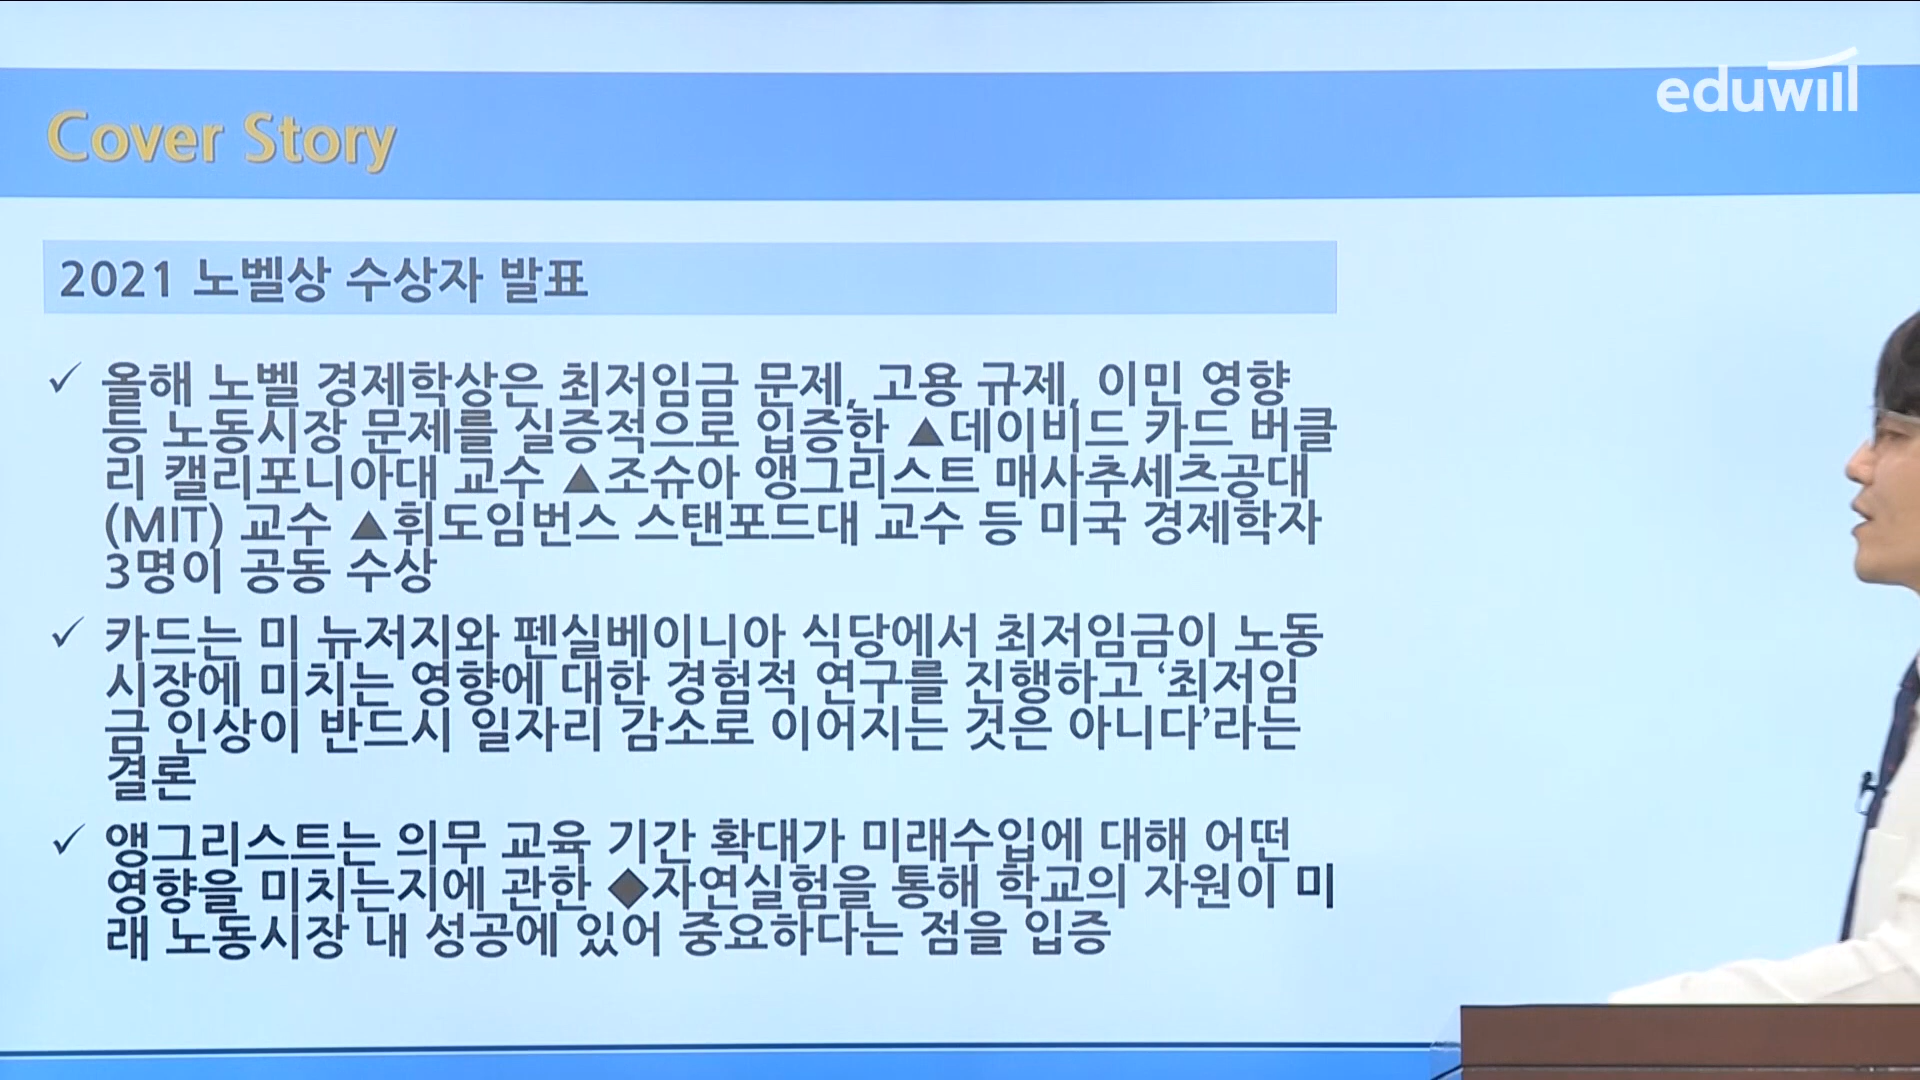 eduwill
Cover Story
2021 노벨상 수상자 발표
✓ 올해 노벨 경제학상은 최저임금 문제, 고용 규제, 이민 영향
등 노동시장 문제를 실증적으로 입증한 ▲데이비드 카드 버클
리 캘리포니아대 교수 ▲조슈아 앵그리스트 매사추세츠공대
(MIT) 교수 ▲휘도임번스 스탠포드대 교수 등 미국 경제학자
3명이 공동 수상
✓ 카드는 미 뉴저지와 펜실베이니아 식당에서 최저임금이 노동
시장에 미치는 영향에 대한 경험적 연구를 진행하고 ‘최저임
금 인상이 반드시 일자리 감소로 이어지는 것은 아니다’라는
결론
✓ 앵그리스트는 의무 교육 기간 확대가 미래수입에 대해 어떤
영향을 미치는지에 관한 ◆자연실험을 통해 학교의 자원이 미
래 노동시장 내 성공에 있어 중요하다는 점을 입증